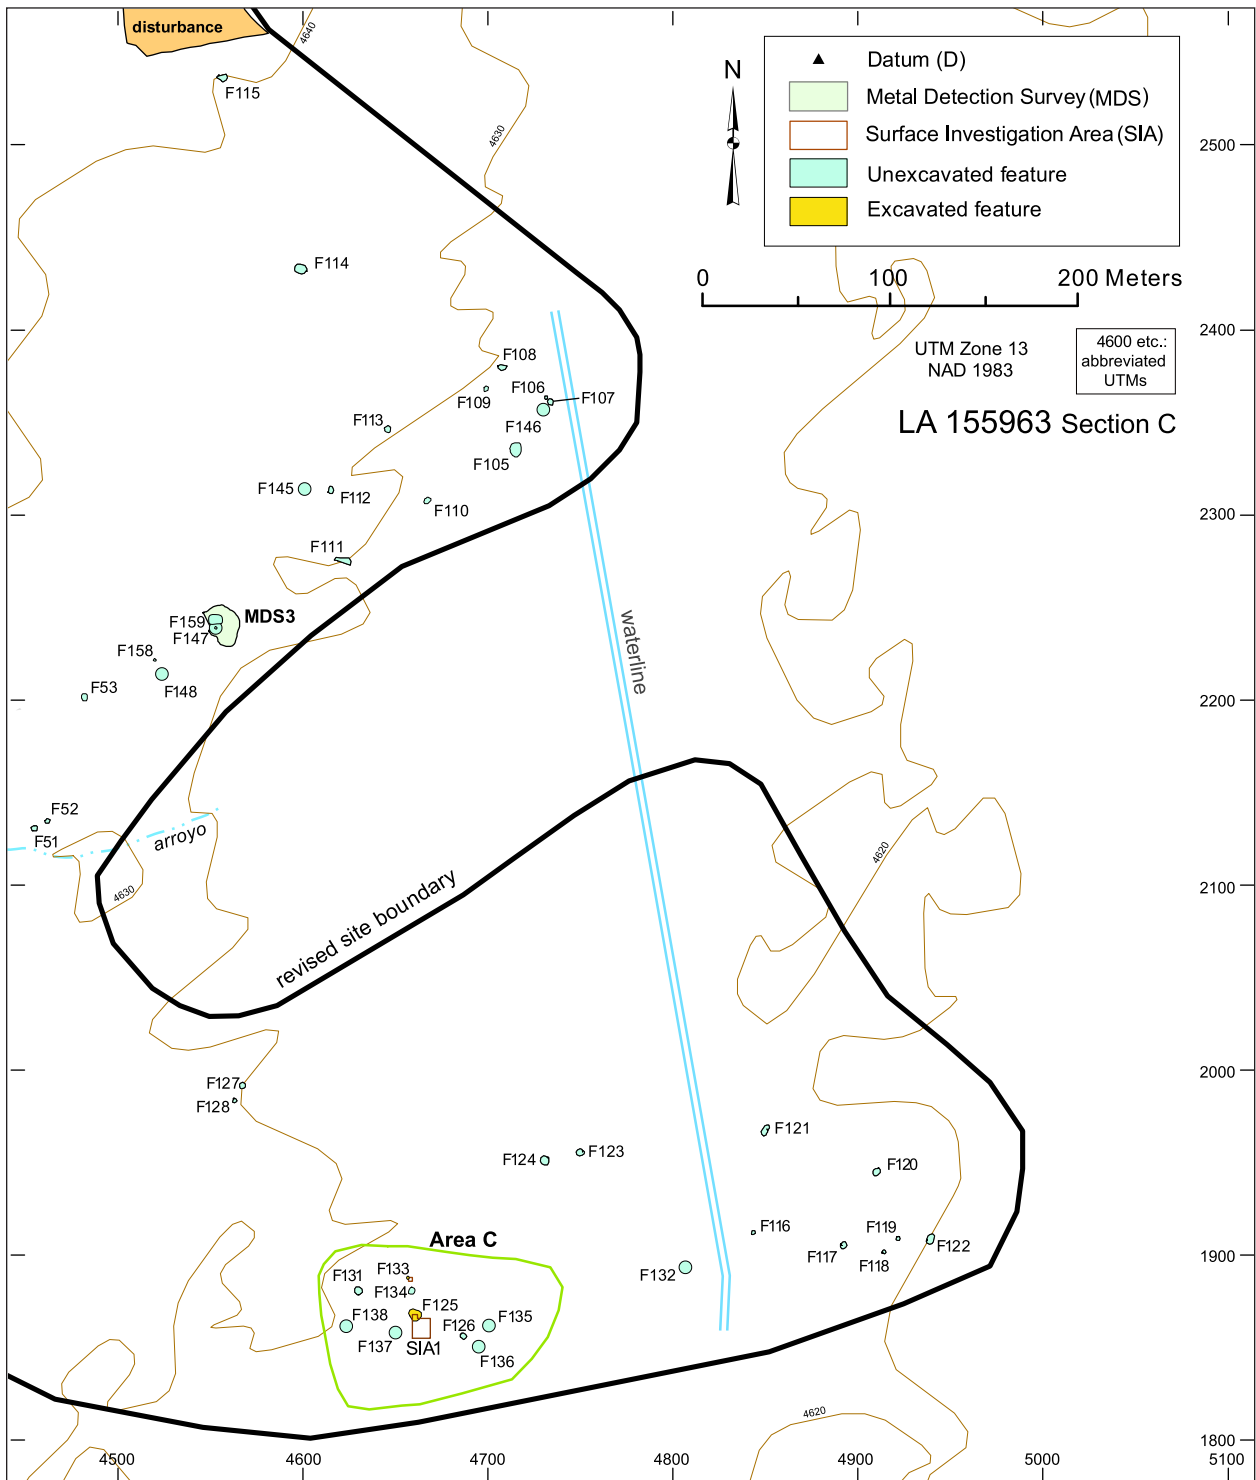 disturbance
4640
F115
N
Datum (D)
Metal Detection Survey (MDS)
Surface Investigation Area (SIA)
Unexcavated feature
Excavated feature
4630
2500
F114
0 100 200 Meters
2400
UTM Zone 13
NAD 1983
4600 etc.:
abbreviated
UTMs
LA 155963 Section C
F108
F106
F107
F109
F146
F113
F105
F145
F112
F110
2300
F111
F159
MDS3
F147
F158
F148
F53
waterline
2200
F52
F51
arroyo
4630
4620
2100
revised site boundary
F127
F128
2000
F121
F124
F123
F120
F116
F119
F117
F118
F122
1900
Area C
F132
F131
F133
F134
F125
F138
F135
F126
F137
SIA1
F136
4620
1800
4500 4600 4700 4800 4900 5000 5100